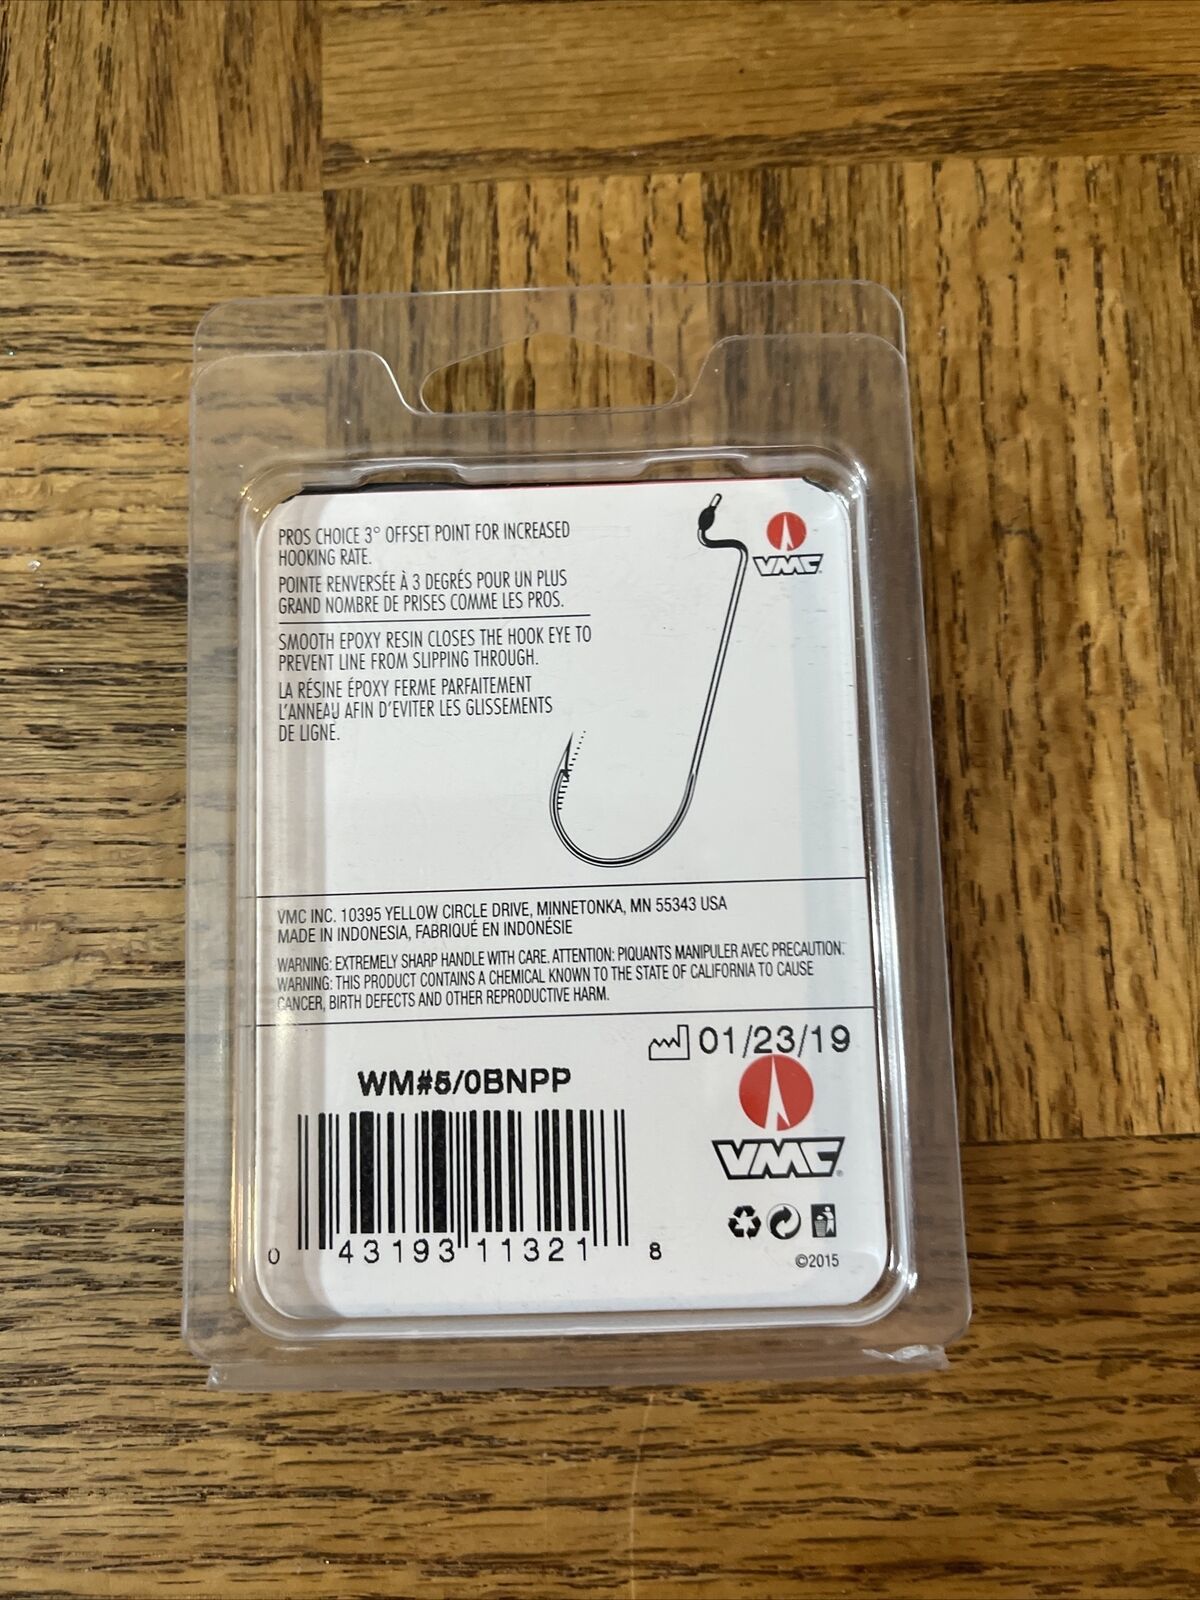 PROS CHOICE 3° OFFSET POINT FOR INCREASED
HOOKING RATE.
POINTE RENVERSÉE À 3 DEGRÉS POUR UN PLUS
GRAND NOMBRE DE PRISES COMME LES PROS.
SMOOTH EPOXY RESIN CLOSES THE HOOK EYE TO
PREVENT LINE FROM SLIPPING THROUGH.
LA RÉSINE ÉPOXY FERME PARFAITEMENT
L'ANNEAU AFIN D'EVITER LES GLISSEMENTS
DE LIGNE.
VMC
VMC INC. 10395 YELLOW CIRCLE DRIVE, MINNETONKA, MN 55343 USA
MADE IN INDONESIA, FABRIQUÉ EN INDONÉSIE
WARNING: EXTREMELY SHARP HANDLE WITH CARE. ATTENTION: PIQUANTS MANIPULER AVEC PRECAUTION.
WARNING: THIS PRODUCT CONTAINS A CHEMICAL KNOWN TO THE STATE OF CALIFORNIA TO CAUSE
CANCER, BIRTH DEFECTS AND OTHER REPRODUCTIVE HARM.
01/23/19
WM#5/0BNPP
VMC®
0 43193 11321 8
©2015